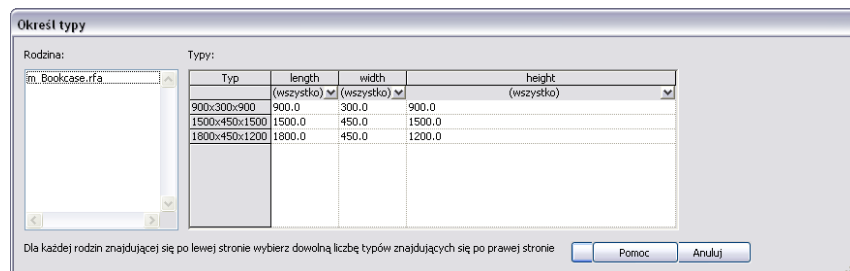 Określ typy
Rodzina: Typy:
m_Bookcase.rfa
Typ length width height
(wszystko) (wszystko) (wszystko)
900x300x900 900.0 300.0 900.0
1500x450x1500 1500.0 450.0 1500.0
1800x450x1200 1800.0 450.0 1200.0
Dla każdej rodzin znajdującej się po lewej stronie wybierz dowolną liczbę typów znajdujących się po prawej stronie
Pomoc Anuluj